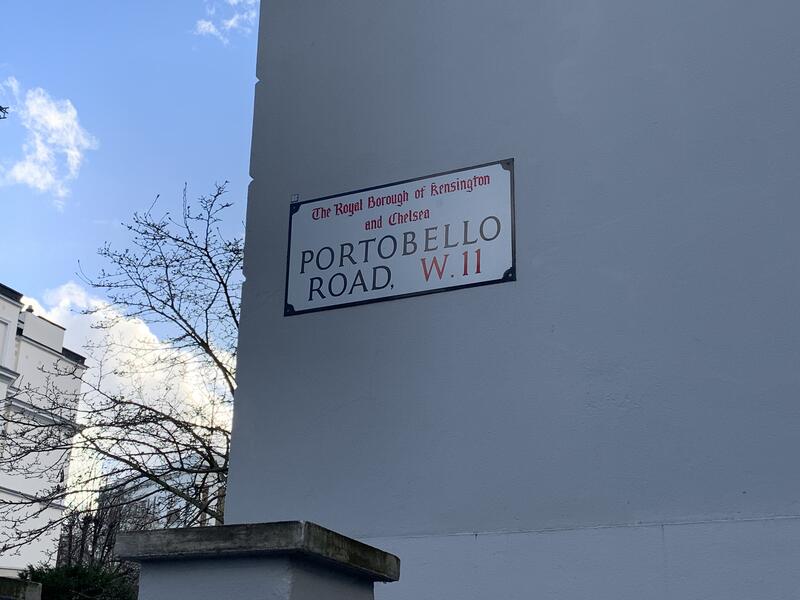 The Royal Borough of Kensington
and Chelsea
PORTOBELLO
ROAD, W.11